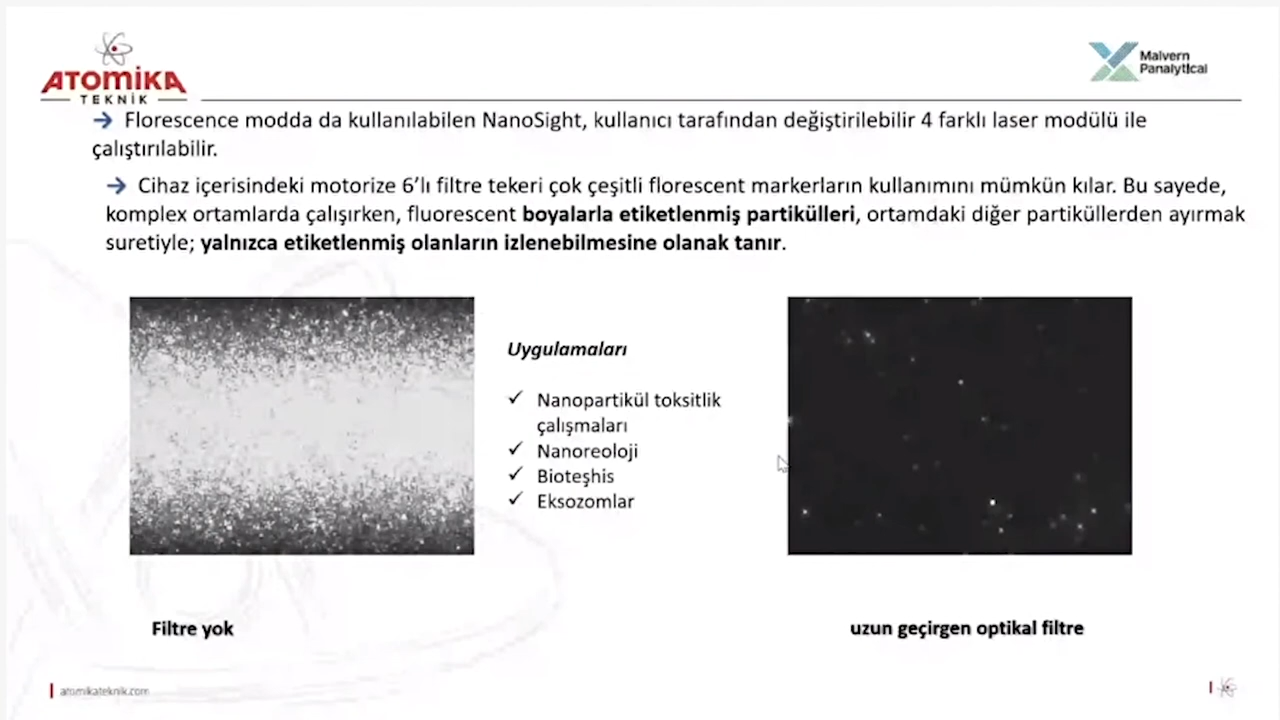 ATOMİKA
TEKNİK
Malvern
Panalytical
→ Florescence modda da kullanılabilen NanoSight, kullanıcı tarafından değiştirilebilir 4 farklı laser modülü ile
çalıştırılabilir.
→ Cihaz içerisindeki motorize 6’lı filtre tekeri çok çeşitli florescent markerların kullanımını mümkün kılar. Bu sayede,
komplex ortamlarda çalışırken, fluorescent boyalarla etiketlenmiş partikülleri, ortamdaki diğer partiküllerden ayırmak
suretiyle; yalnızca etiketlenmiş olanların izlenebilmesine olanak tanır.
Uygulamaları
✓ Nanopartikül toksitlik
çalışmaları
✓ Nanoreoloji
✓ Bioteşhis
✓ Eksozomlar
Filtre yok
uzun geçirgen optikal filtre
atomikateknik.com